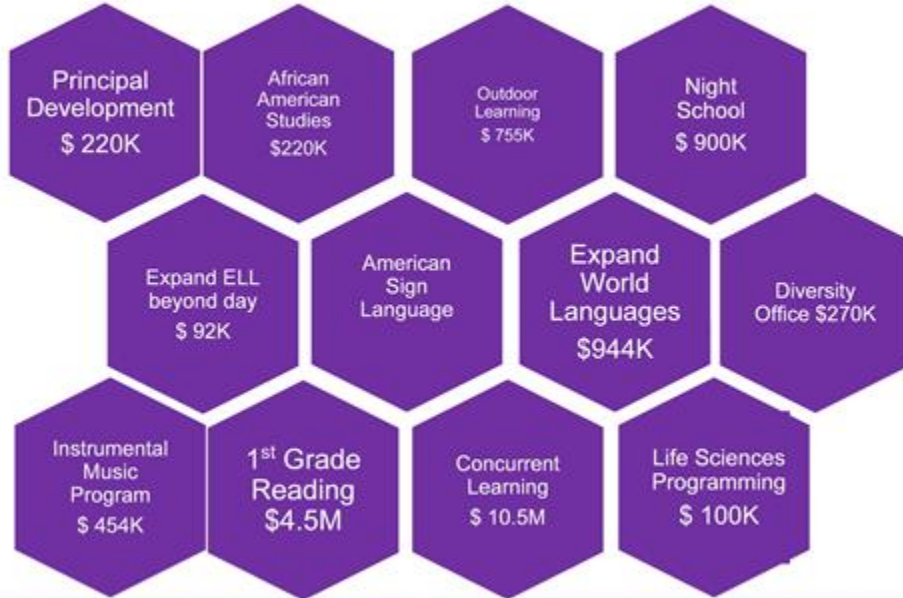 Principal
Development
$ 220K
African
American
Studies
$220K
Outdoor
Learning
$ 755K
Night
School
$ 900K
Expand ELL
beyond day
$ 92K
American
Sign
Language
Expand
World
Languages
$944K
Diversity
Office $270K
Instrumental
Music
Program
$ 454K
1st Grade
Reading
$4.5M
Concurrent
Learning
$ 10.5M
Life Sciences
Programming
$ 100K